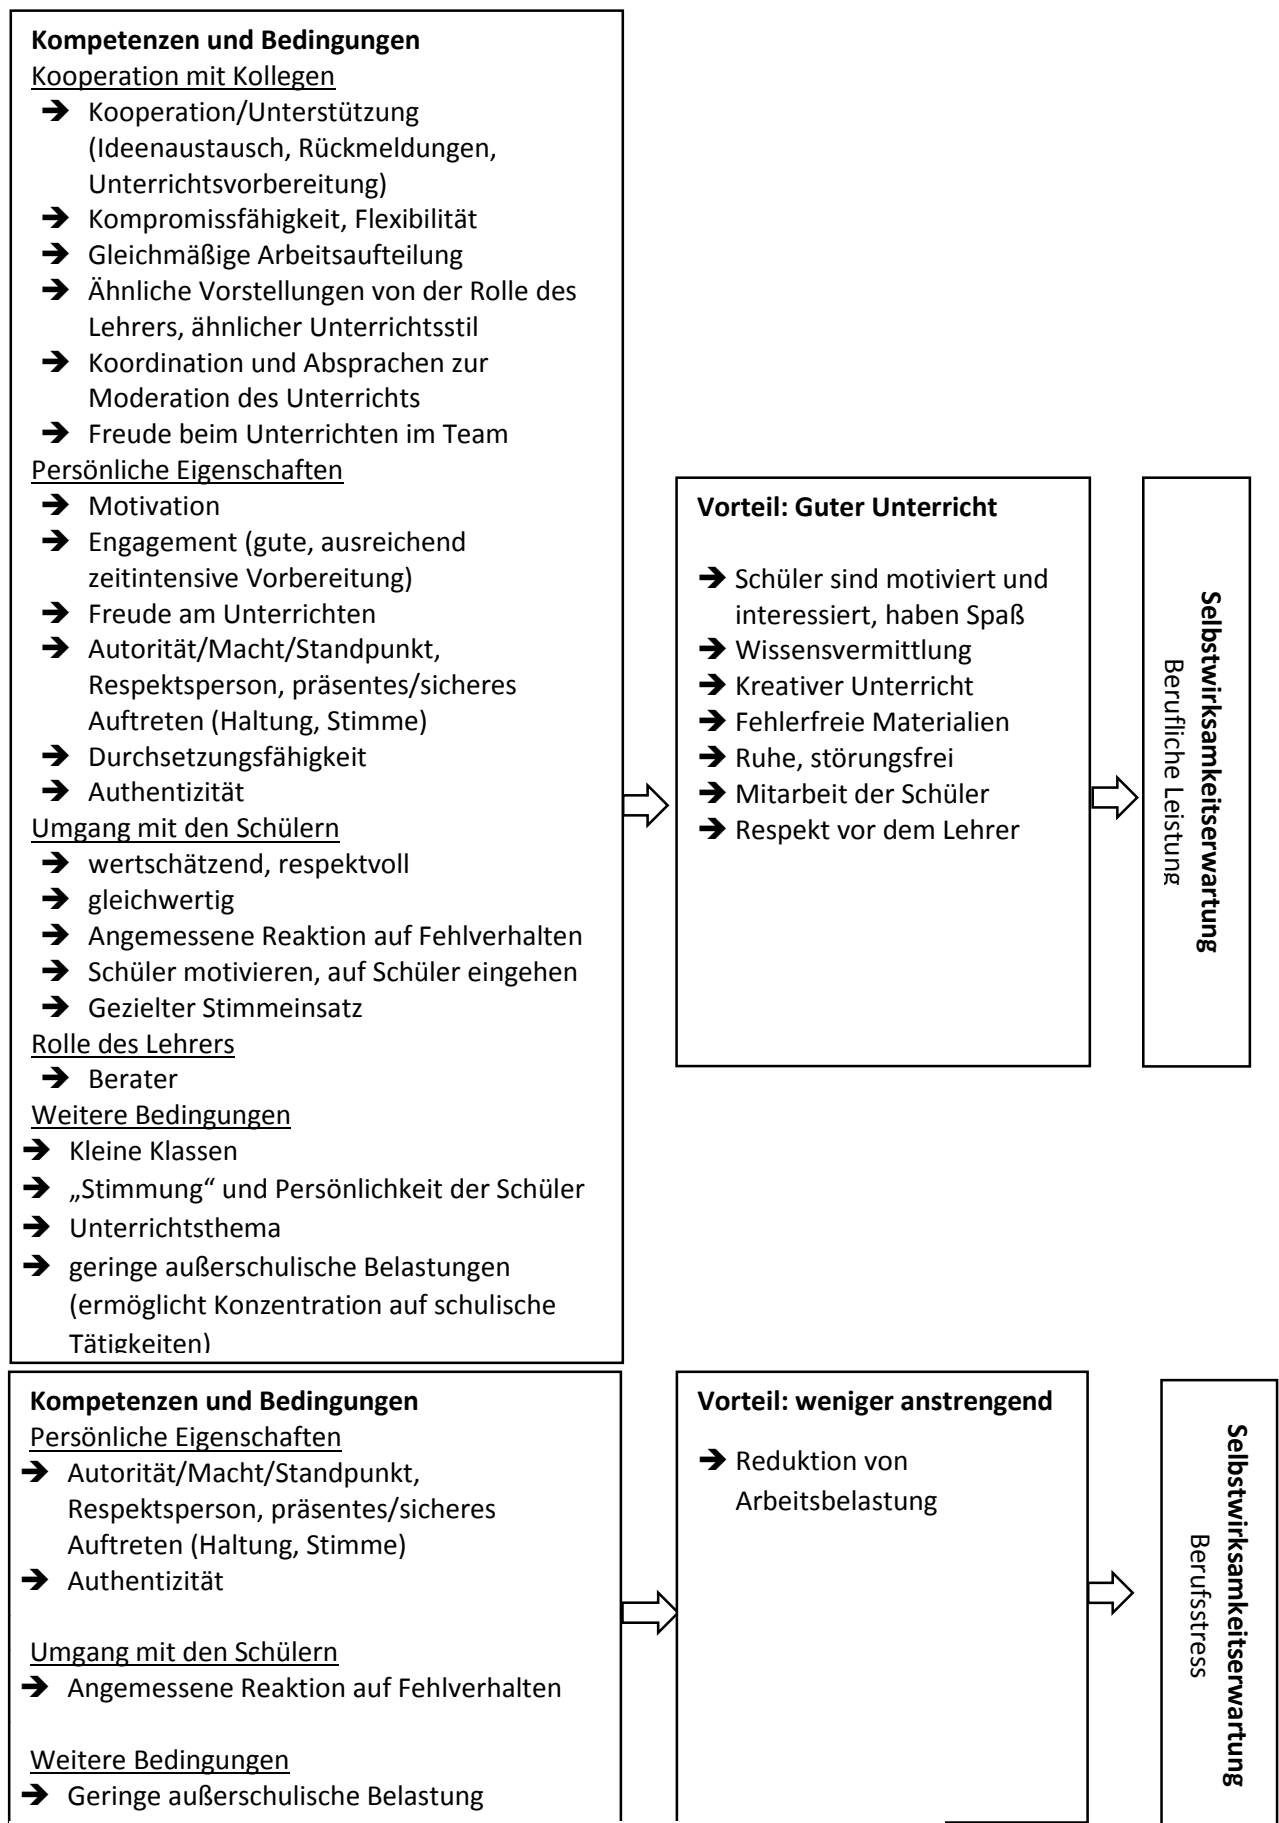 Kompetenzen und Bedingungen
Kooperation mit Kollegen
➔ Kooperation/Unterstützung
(Ideenaustausch, Rückmeldungen,
Unterrichtsvorbereitung)
➔ Kompromissfähigkeit, Flexibilität
➔ Gleichmäßige Arbeitsaufteilung
➔ Ähnliche Vorstellungen von der Rolle des
Lehrers, ähnlicher Unterrichtsstil
➔ Koordination und Absprachen zur
Moderation des Unterrichts
➔ Freude beim Unterrichten im Team
Persönliche Eigenschaften
➔ Motivation
➔ Engagement (gute, ausreichend
zeitintensive Vorbereitung)
➔ Freude am Unterrichten
➔ Autorität/Macht/Standpunkt,
Respektsperson, präsentes/sicheres
Auftreten (Haltung, Stimme)
➔ Durchsetzungsfähigkeit
➔ Authentizität
Umgang mit den Schülern
➔ wertschätzend, respektvoll
➔ gleichwertig
➔ Angemessene Reaktion auf Fehlverhalten
➔ Schüler motivieren, auf Schüler eingehen
➔ Gezielter Stimmeinsatz
Rolle des Lehrers
➔ Berater
Weitere Bedingungen
➔ Kleine Klassen
➔ „Stimmung“ und Persönlichkeit der Schüler
➔ Unterrichtsthema
➔ geringe außerschulische Belastungen
(ermöglicht Konzentration auf schulische
Tätigkeiten)
Vorteil: Guter Unterricht
➔ Schüler sind motiviert und
interessiert, haben Spaß
➔ Wissensvermittlung
➔ Kreativer Unterricht
➔ Fehlerfreie Materialien
➔ Ruhe, störungsfrei
➔ Mitarbeit der Schüler
➔ Respekt vor dem Lehrer
Selbstwirksamkeitserwartung
Berufliche Leistung
Kompetenzen und Bedingungen
Persönliche Eigenschaften
➔ Autorität/Macht/Standpunkt,
Respektsperson, präsentes/sicheres
Auftreten (Haltung, Stimme)
➔ Authentizität
Umgang mit den Schülern
➔ Angemessene Reaktion auf Fehlverhalten
Weitere Bedingungen
➔ Geringe außerschulische Belastung
Vorteil: weniger anstrengend
➔ Reduktion von
Arbeitsbelastung
Selbstwirksamkeitserwartung
Berufsstress